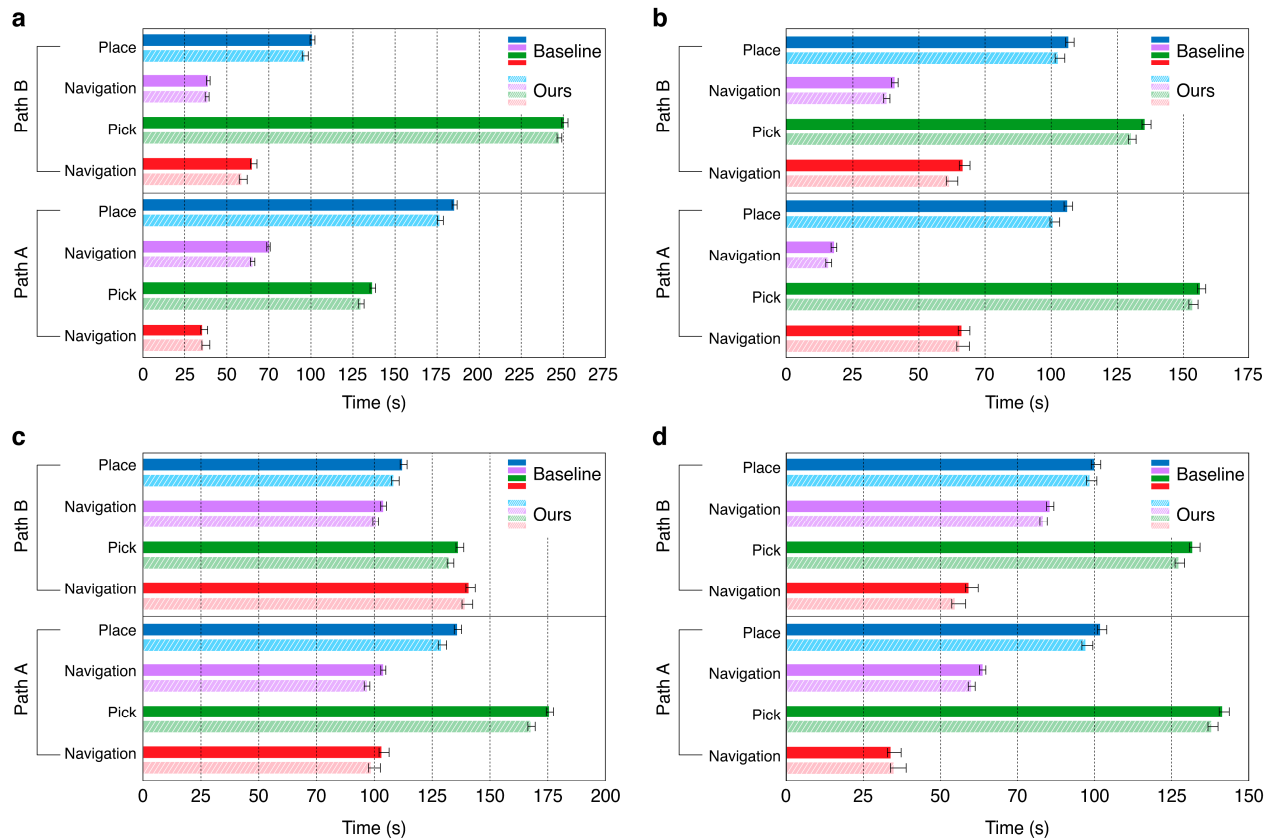 a
Path B
Place
Navigation
Pick
Navigation
Path A
Place
Navigation
Pick
Navigation
Baseline
Ours
0 25 50 70 100 125 150 175 200 225 250 275
Time (s)
b
Path B
Place
Navigation
Pick
Navigation
Path A
Place
Navigation
Pick
Navigation
Baseline
Ours
0 25 50 70 100 125 150 175
Time (s)
c
Path B
Place
Navigation
Pick
Navigation
Path A
Place
Navigation
Pick
Navigation
Baseline
Ours
0 25 50 70 100 125 150 175 200
Time (s)
d
Path B
Place
Navigation
Pick
Navigation
Path A
Place
Navigation
Pick
Navigation
Baseline
Ours
0 25 50 70 100 125 150
Time (s)